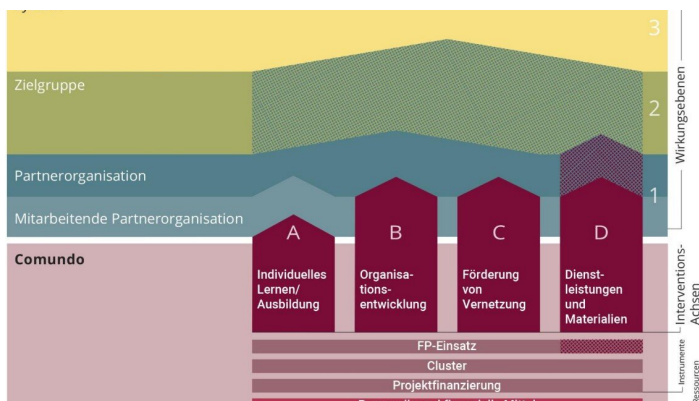 3
Zielgruppe
2
Partnerorganisation
1
Mitarbeitende Partnerorganisation
Wirkungsebenen
Comundo
A
B
C
D
Individuelles
Lernen/
Ausbildung
Organisa-
tions-
entwicklung
Förderung
von
Vernetzung
Dienst-
leistungen
und
Materialien
Interventions-
Achsen
FP-Einsatz
Cluster
Projektfinanzierung
Instrumente
Ressourcen